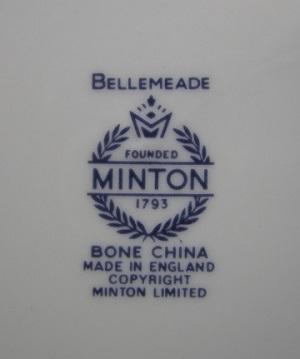 BELLEMEADE
FOUNDED
MINTON
1793
BONE CHINA
MADE IN ENGLAND
COPYRIGHT
MINTON LIMITED